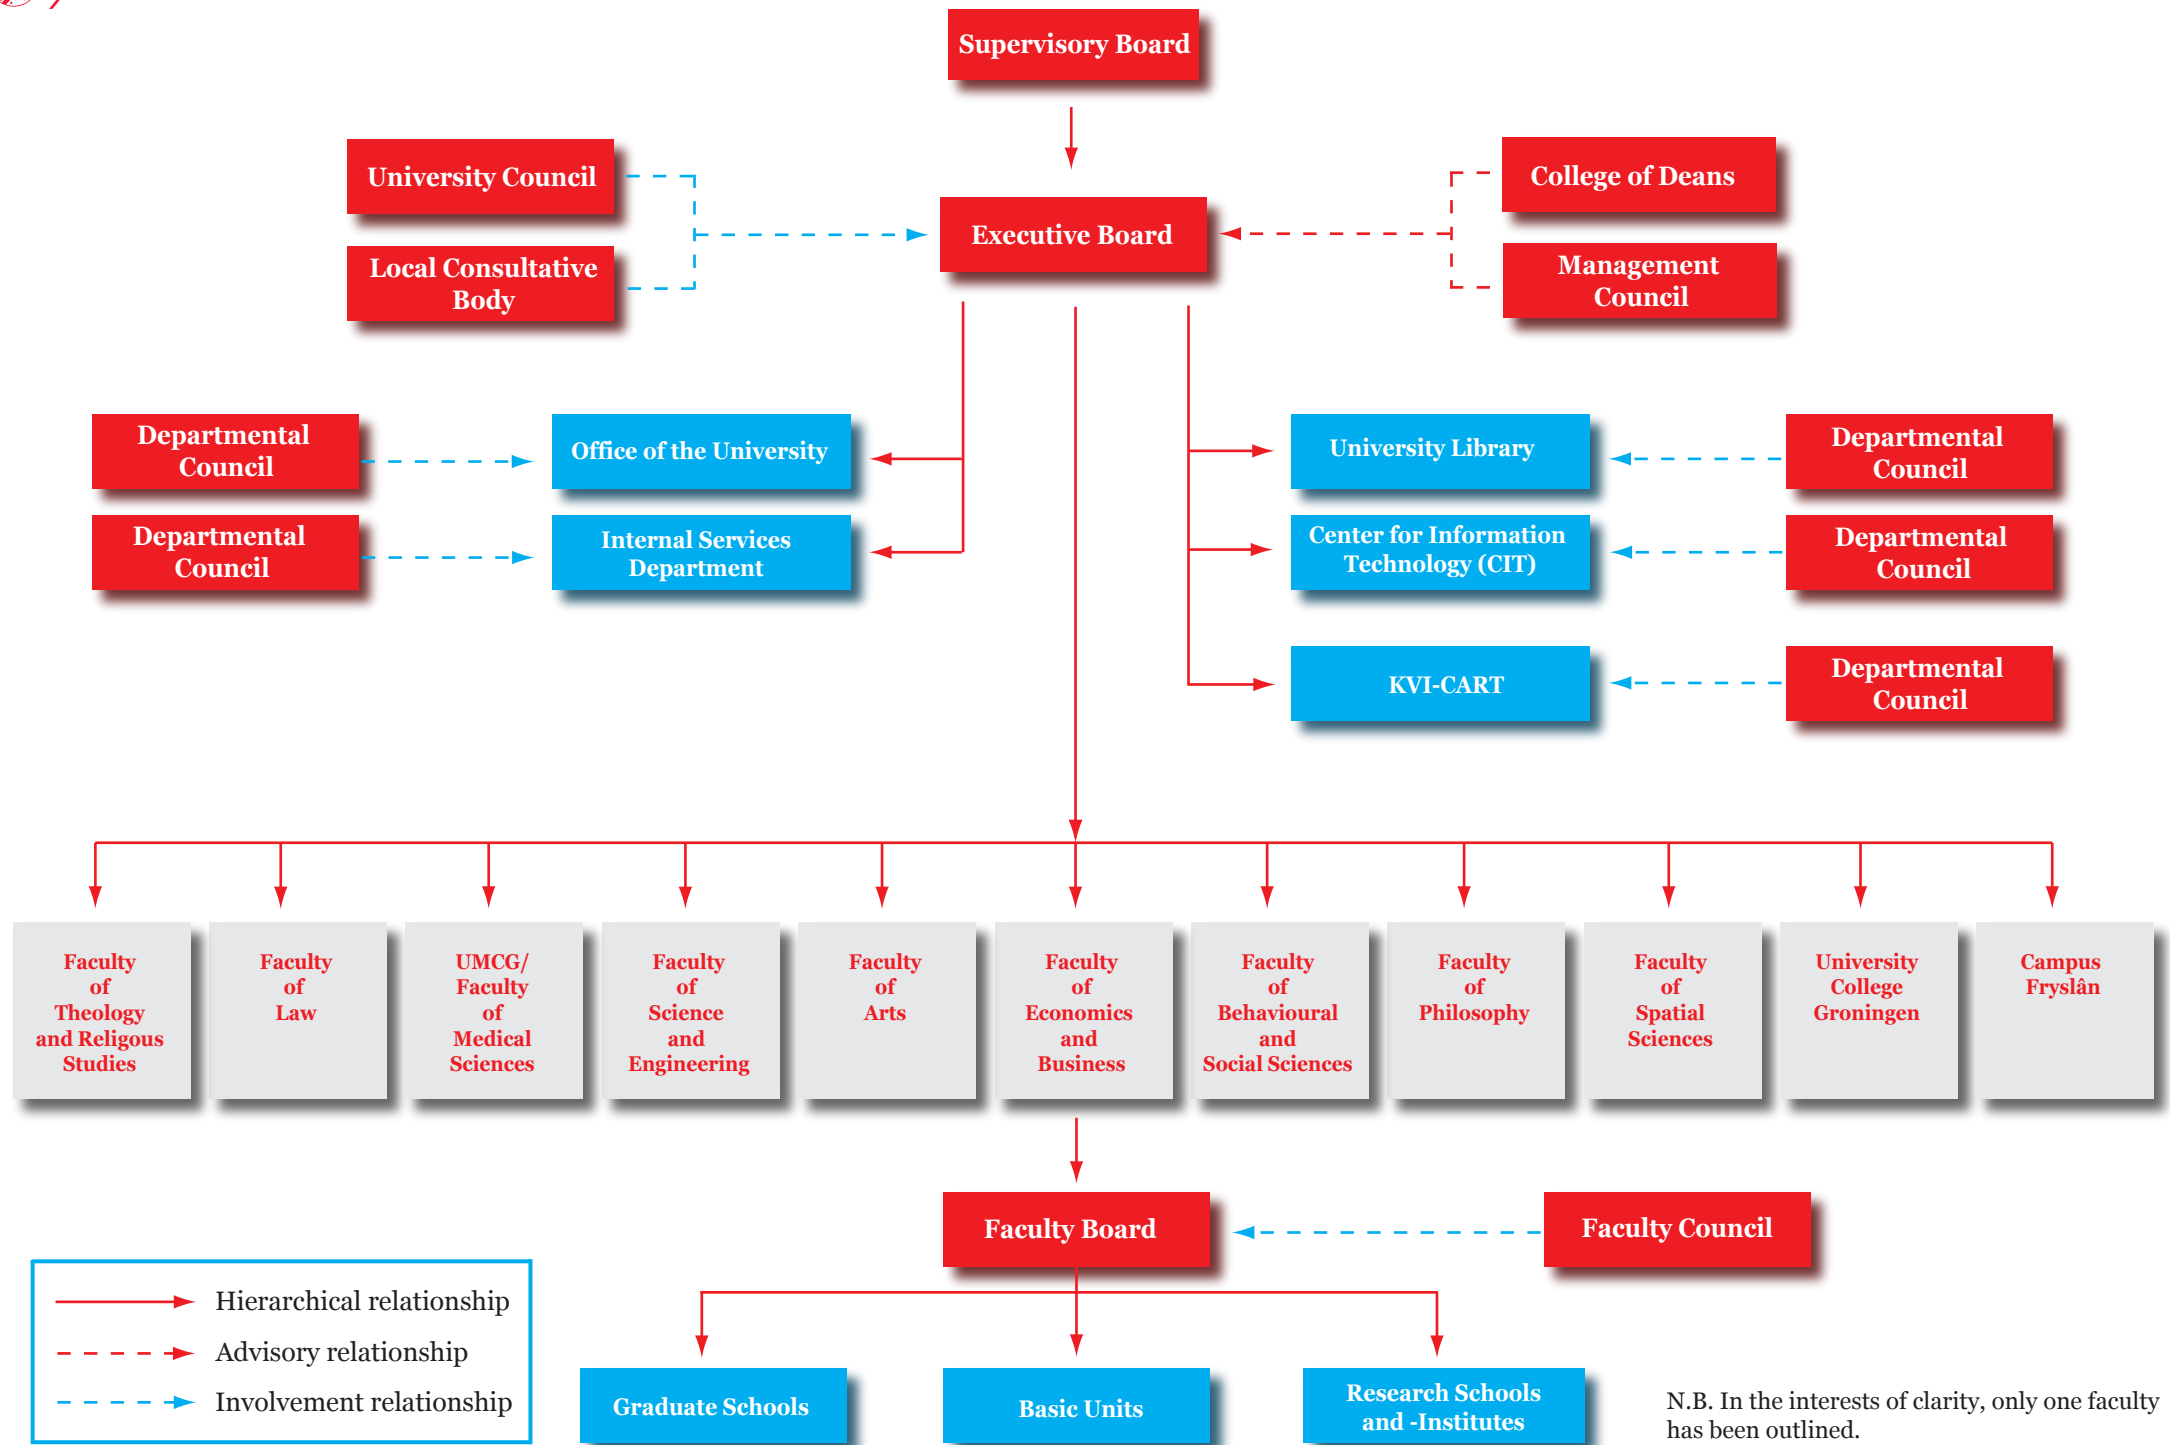 Supervisory Board
University Council
College of Deans
Executive Board
Local Consultative
Body
Management
Council
Departmental
Council
Office of the University
University Library
Departmental
Council
Departmental
Council
Internal Services
Department
Center for Information
Technology (CIT)
Departmental
Council
KVI-CART
Departmental
Council
Faculty
of
Theology
and Religous
Studies
Faculty
of
Law
UMCG/
Faculty
of
Medical
Sciences
Faculty
of
Science
and
Engineering
Faculty
of
Arts
Faculty
of
Economics
and
Business
Faculty
of
Behavioural
and
Social Sciences
Faculty
of
Philosophy
Faculty
of
Spatial
Sciences
University
College
Groningen
Campus
Fryslân
Faculty Board
Faculty Council
Hierarchical relationship
Advisory relationship
Involvement relationship
Graduate Schools
Basic Units
Research Schools
and -Institutes
N.B. In the interests of clarity, only one faculty
has been outlined.